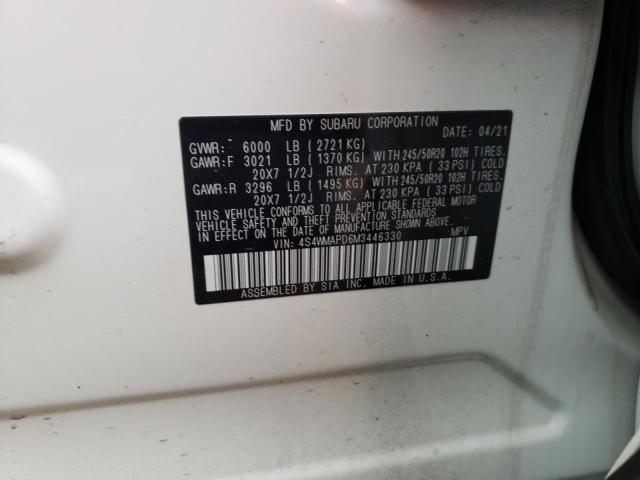 MFD BY SUBARU CORPORATION
DATE: 04/21
GVWR: 6000 LB ( 2721 KG)
GAWR:F 3021 LB ( 1370 KG) WITH 245/50R20 102H TIRES.
20X7 1/2J RIMS. AT 230 KPA ( 33 PSI) COLD
GAWR:R 3296 LB ( 1495 KG) WITH 245/50R20 102H TIRES.
20X7 1/2J RIMS. AT 230 KPA ( 33 PSI) COLD
THIS VEHICLE CONFORMS TO ALL APPLICABLE FEDERAL MOTOR
VEHICLE SAFETY, BUMPER, AND THEFT PREVENTION
STANDARDS IN EFFECT ON THE DATE OF MANUFACTURE
SHOWN ABOVE.
VIN: 4S4WMAPD6M3446330 MPV
ASSEMBLED BY SIA INC. MADE IN U.S.A.